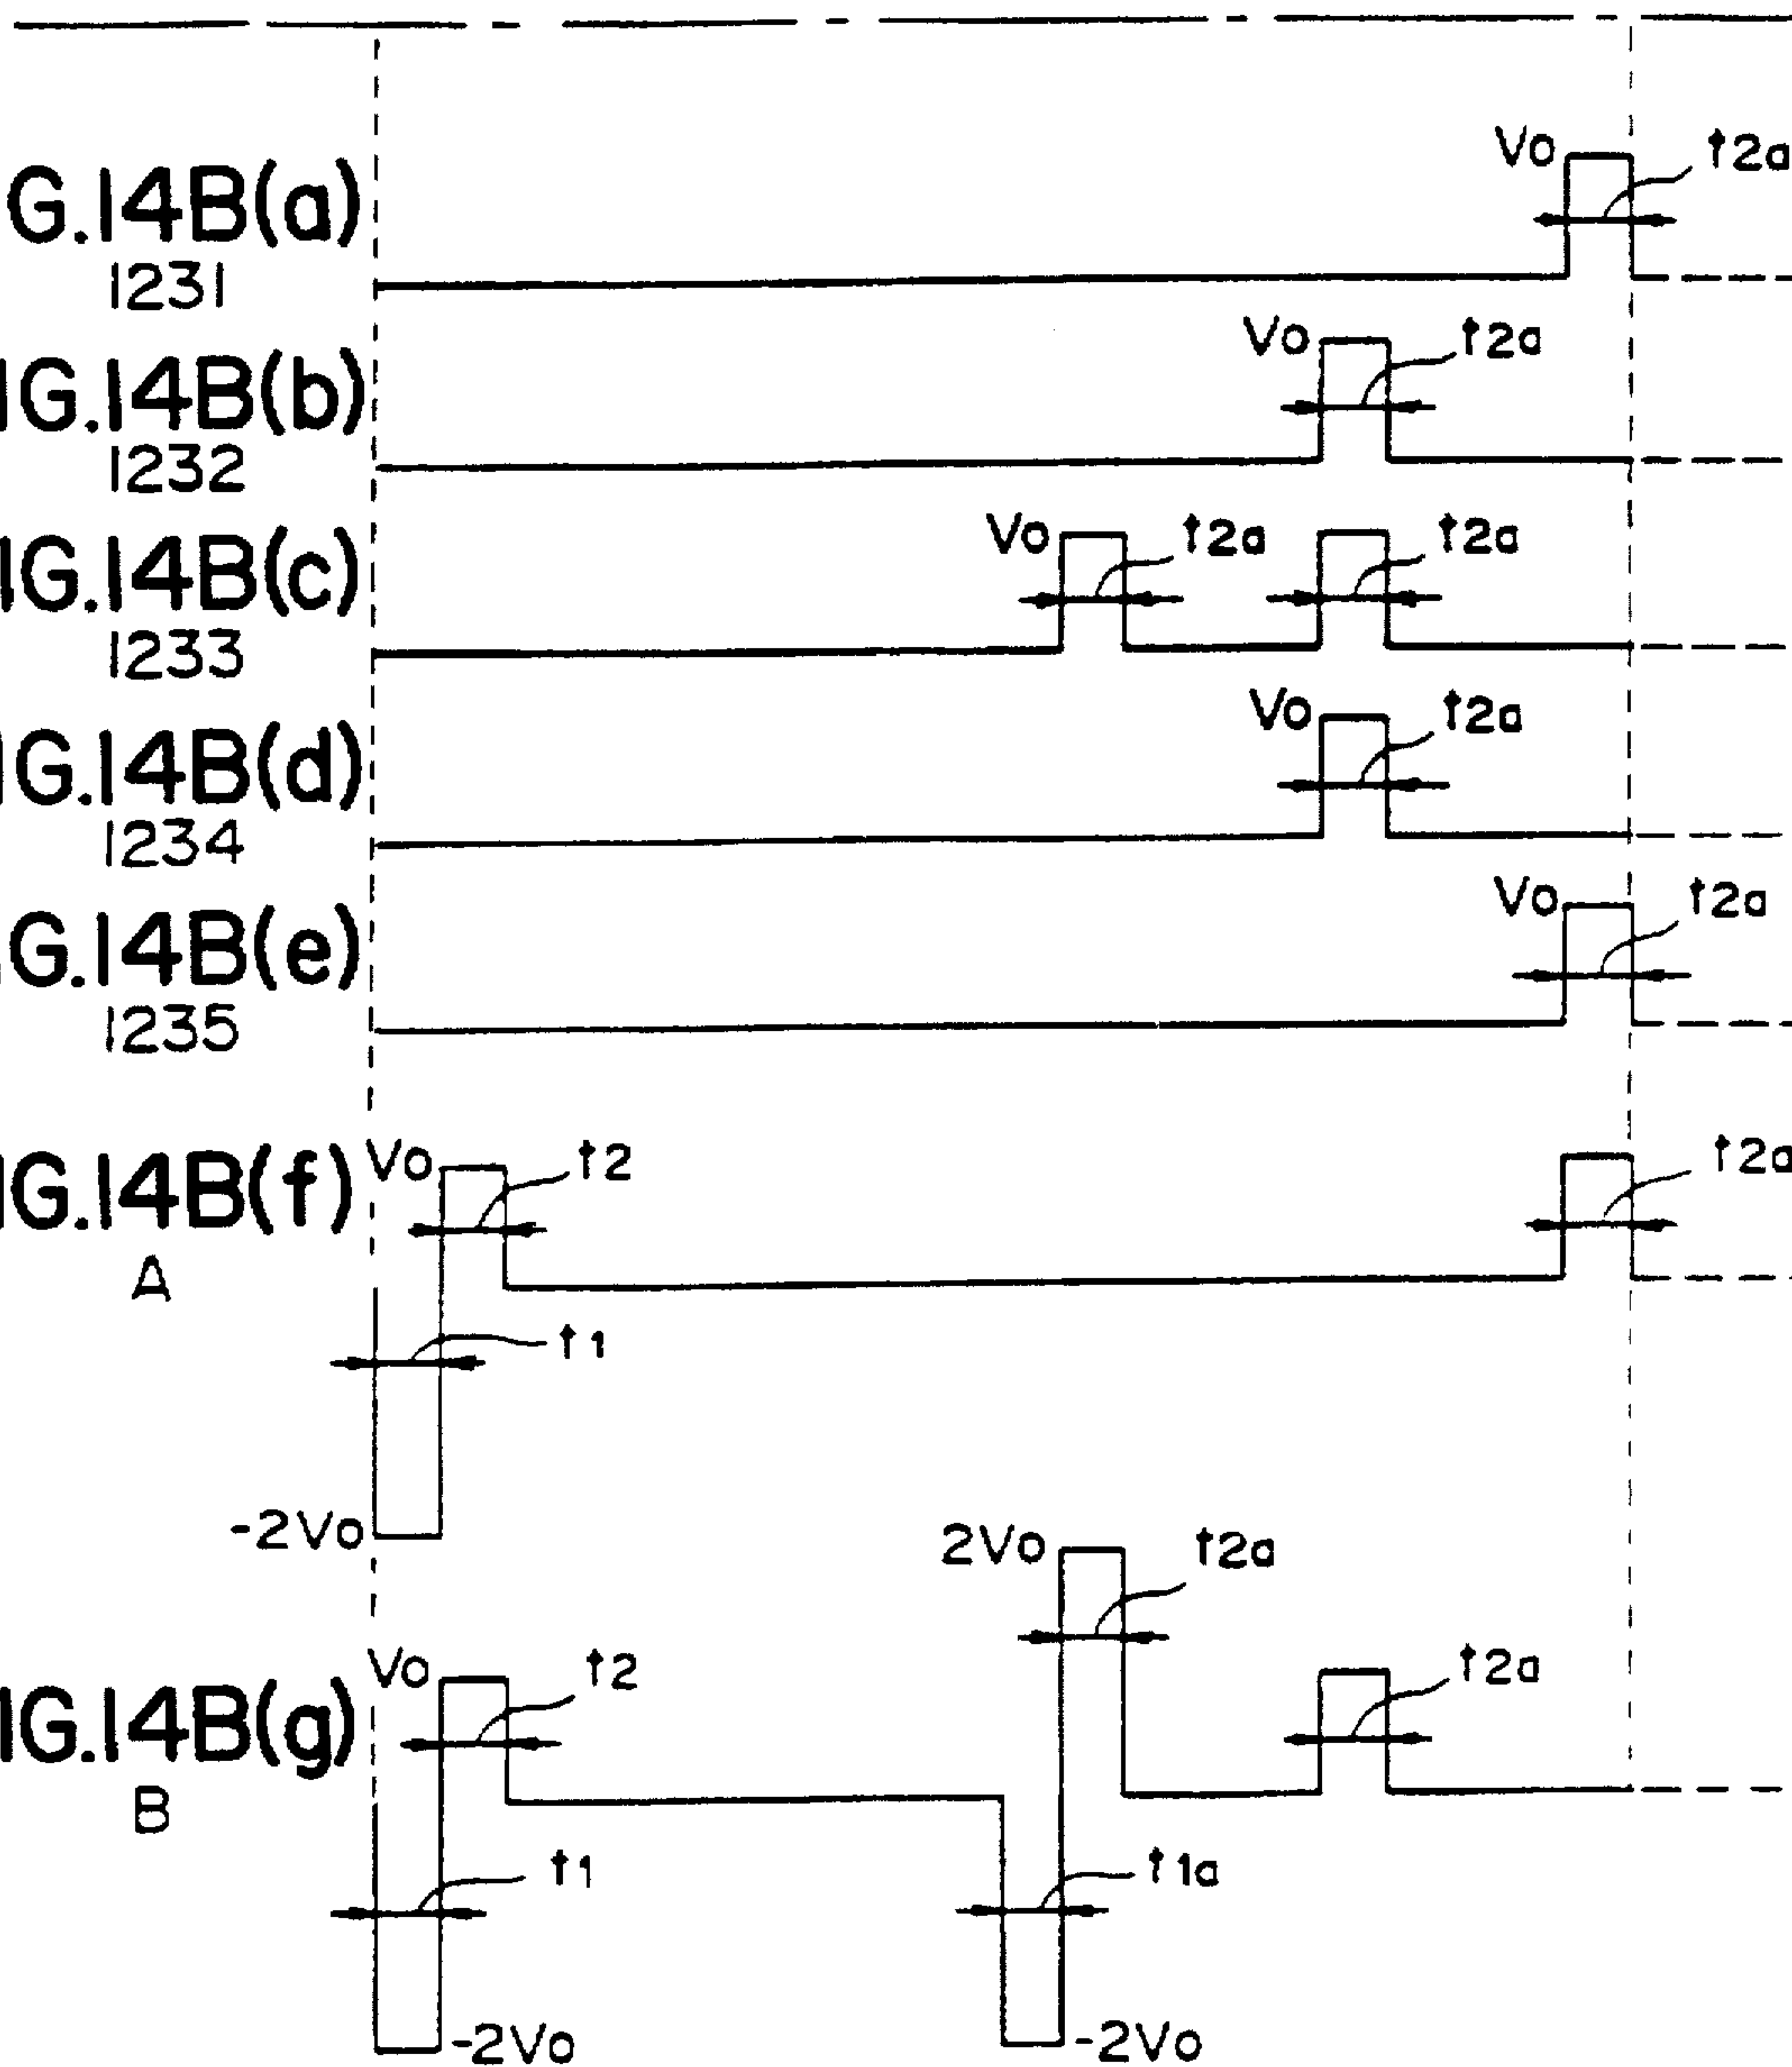 Vo t2a
G.14B(a)
1231
Vo t2a
IG.14B(b)
1232
Vo t2a t2a
IG.14B(c)
1233
Vo t2a
IG.14B(d)
1234
Vo t2a
G.14B(e)
1235
Vo t2 t2a
IG.14B(f)
A
t1
-2Vo
2Vo t2a
Vo t2 t2a
IG.14B(g)
B
t1 t1a
-2Vo -2Vo